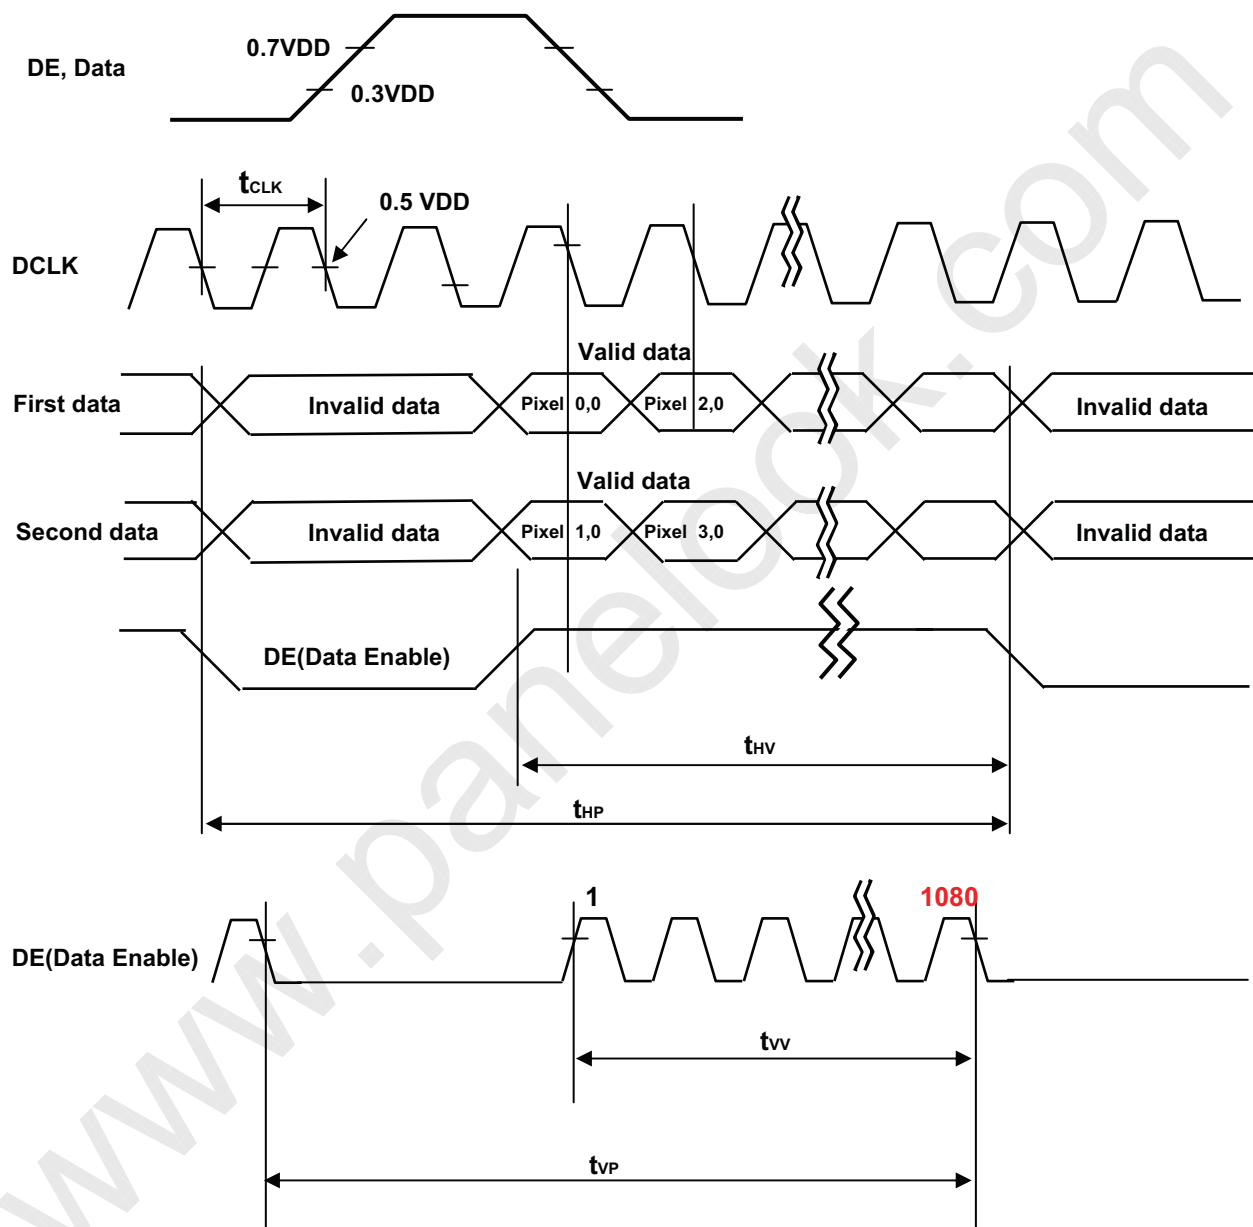 0.7VDD
DE, Data
0.3VDD
tCLK
0.5 VDD
DCLK
Valid data
First data
Invalid data
Pixel 0,0
Pixel 2,0
Invalid data
Valid data
Second data
Invalid data
Pixel 1,0
Pixel 3,0
Invalid data
DE(Data Enable)
tHV
tHP
1
1080
DE(Data Enable)
tVV
tVP
www.panelook.com